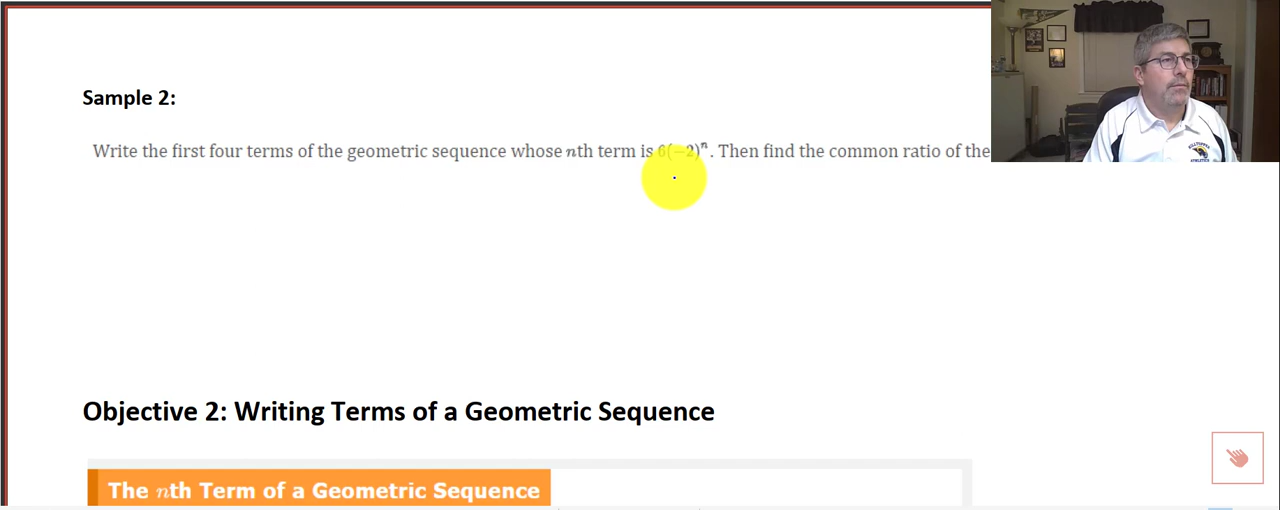 Sample 2:
Write the first four terms of the geometric sequence whose nth term is 6(−2)ⁿ. Then find the common ratio of the
Objective 2: Writing Terms of a Geometric Sequence
The nth Term of a Geometric Sequence